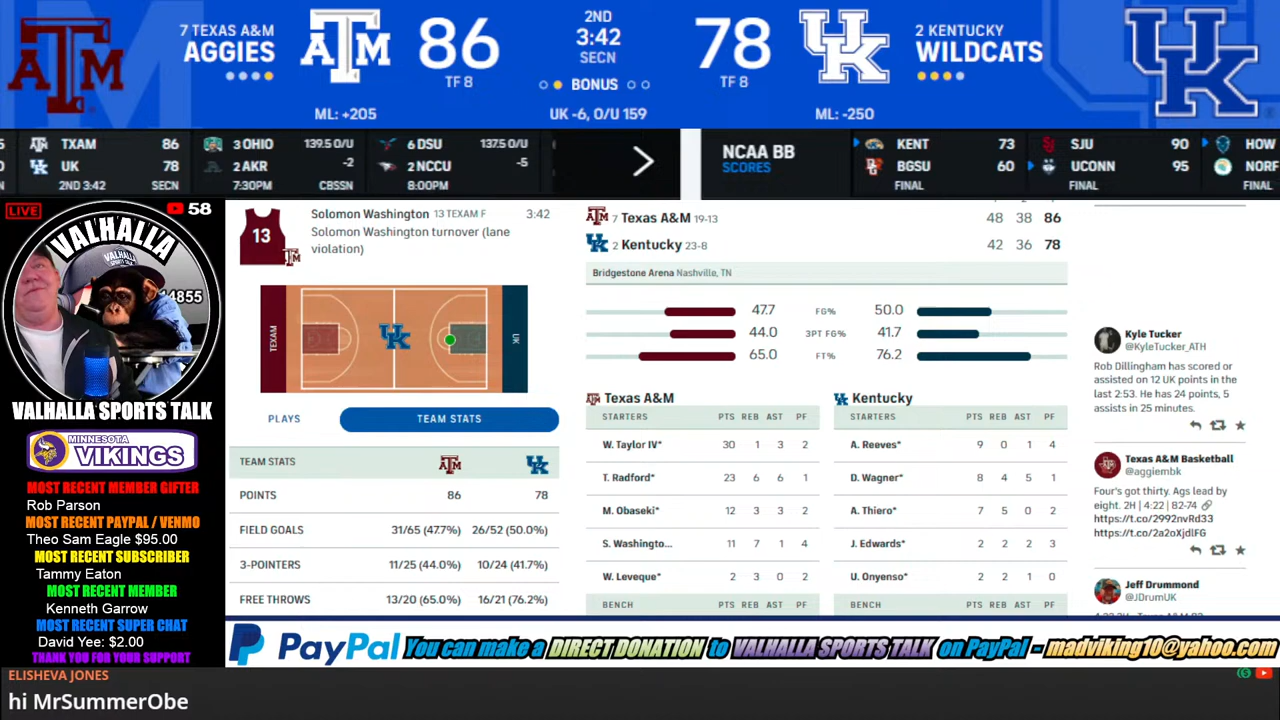 7 TEXAS A&M
AGGIES
86
TF 8
ML: +205
2ND
3:42
SECN
BONUS
UK -6, O/U 159
78
TF 8
ML: -250
2 KENTUCKY
WILDCATS
TXAM 86
UK 78
2ND 3:42 SECN
3 OHIO 139.5 O/U
2 AKR -2
7:30PM CBSSN
6 DSU 137.5 O/U
2 NCCU -5
8:00PM
NCAA BB
SCORES
KENT 73
BGSU 60
FINAL
SJU 90
UCONN 95
FINAL
HOW
NORF
FINAL
LIVE
58
VALHALLA
VALHALLA
SPORTS TALK
14855
VALHALLA SPORTS TALK
MINNESOTA
VIKINGS
MOST RECENT MEMBER GIFTER
Rob Parson
MOST RECENT PAYPAL / VENMO
Theo Sam Eagle $95.00
MOST RECENT SUBSCRIBER
Tammy Eaton
MOST RECENT MEMBER
Kenneth Garrow
MOST RECENT SUPER CHAT
David Yee: $2.00
THANK YOU FOR YOUR SUPPORT
13
Solomon Washington 13 TEXAM F 3:42
Solomon Washington turnover (lane
violation)
TEXAM
UK
UK
PLAYS
TEAM STATS
TEAM STATS
POINTS 86 78
FIELD GOALS 31/65 (47.7%) 26/52 (50.0%)
3-POINTERS 11/25 (44.0%) 10/24 (41.7%)
FREE THROWS 13/20 (65.0%) 16/21 (76.2%)
7 Texas A&M 19-13 48 38 86
2 Kentucky 23-8 42 36 78
Bridgestone Arena Nashville, TN
47.7 FG% 50.0
44.0 3PT FG% 41.7
65.0 FT% 76.2
Texas A&M
STARTERS PTS REB AST PF
W. Taylor IV* 30 1 3 2
T. Radford* 23 6 6 1
M. Obaseki* 12 3 3 2
S. Washingto... 11 7 1 4
W. Leveque* 2 3 0 2
BENCH PTS REB AST PF
Kentucky
STARTERS PTS REB AST PF
A. Reeves* 9 0 1 4
D. Wagner* 8 4 5 1
A. Thiero* 7 5 0 2
J. Edwards* 2 2 2 3
U. Onyenso* 2 2 1 0
BENCH PTS REB AST PF
Kyle Tucker
@KyleTucker_ATH
Rob Dillingham has scored or
assisted on 12 UK points in the
last 2:53. He has 24 points, 5
assists in 25 minutes.
Texas A&M Basketball
@aggiembk
Four's got thirty. Ags lead by
eight. 2H | 4:22 | 82-74
https://t.co/2992nvRd33
https://t.co/2a2oXjdlFG
Jeff Drummond
@JDrumUK
PayPal You can make a DIRECT DONATION to VALHALLA SPORTS TALK on PayPal - madviking10@yahoo.com
ELISHEVA JONES
hi MrSummerObe